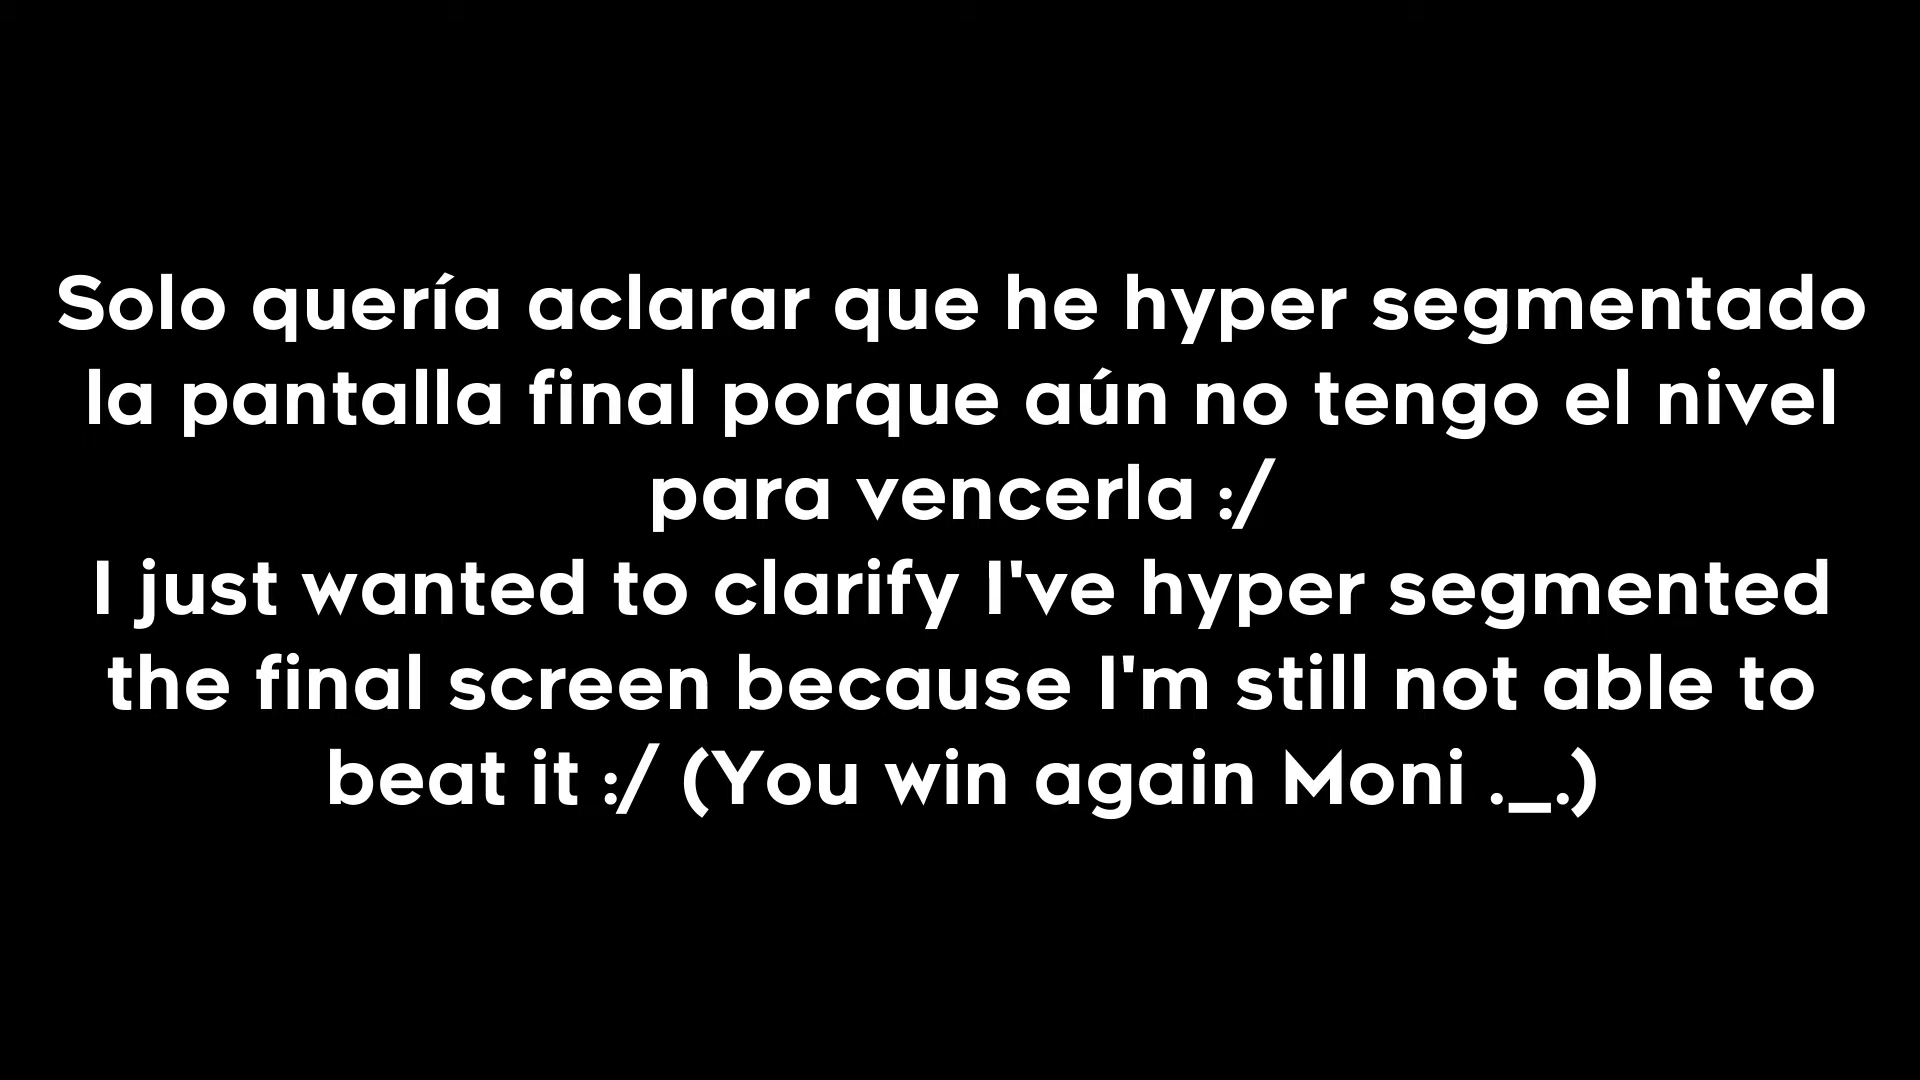 Solo quería aclarar que he hyper segmentado
la pantalla final porque aún no tengo el nivel
para vencerla :/
I just wanted to clarify I've hyper segmented
the final screen because I'm still not able to
beat it :/ (You win again Moni ._.)